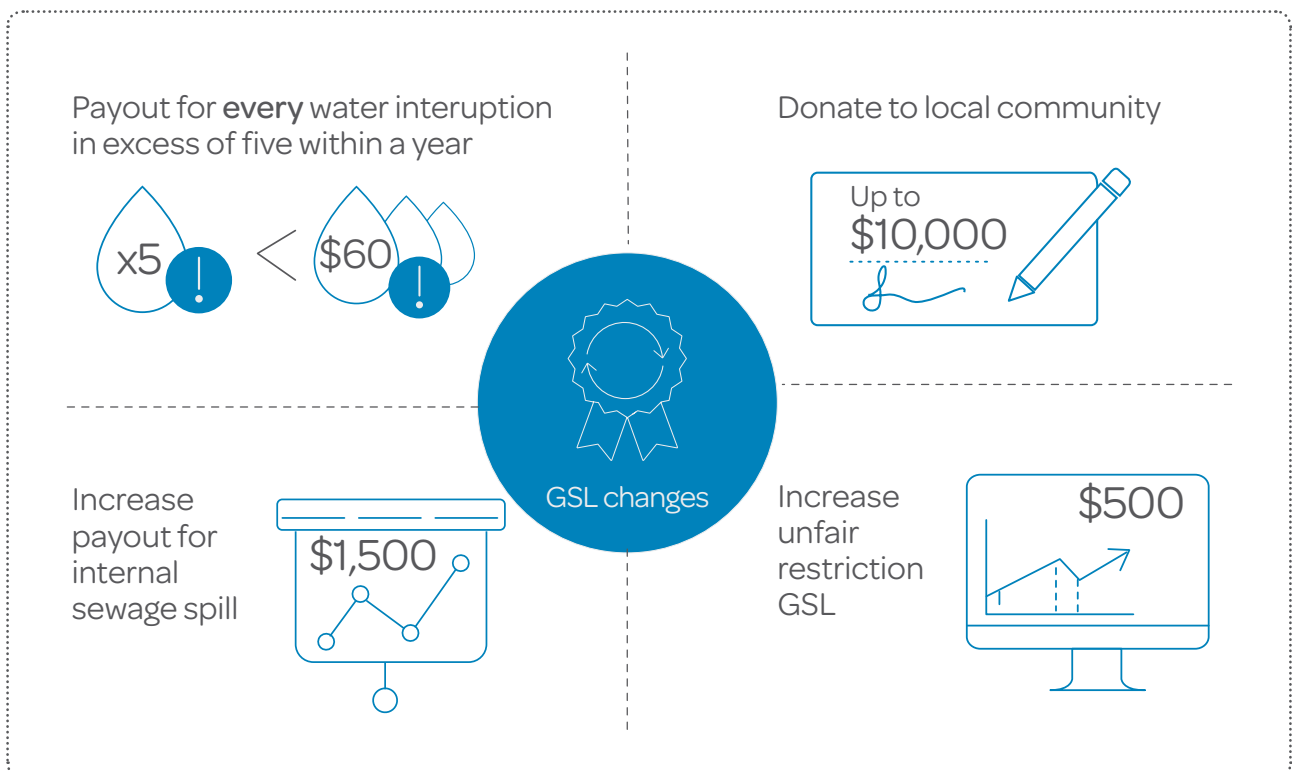 Payout for every water interuption
in excess of five within a year
x5
<
$60
Donate to local community
Up to
$10,000
GSL changes
Increase
payout for
internal
sewage spill
$1,500
Increase
unfair
restriction
GSL
$500